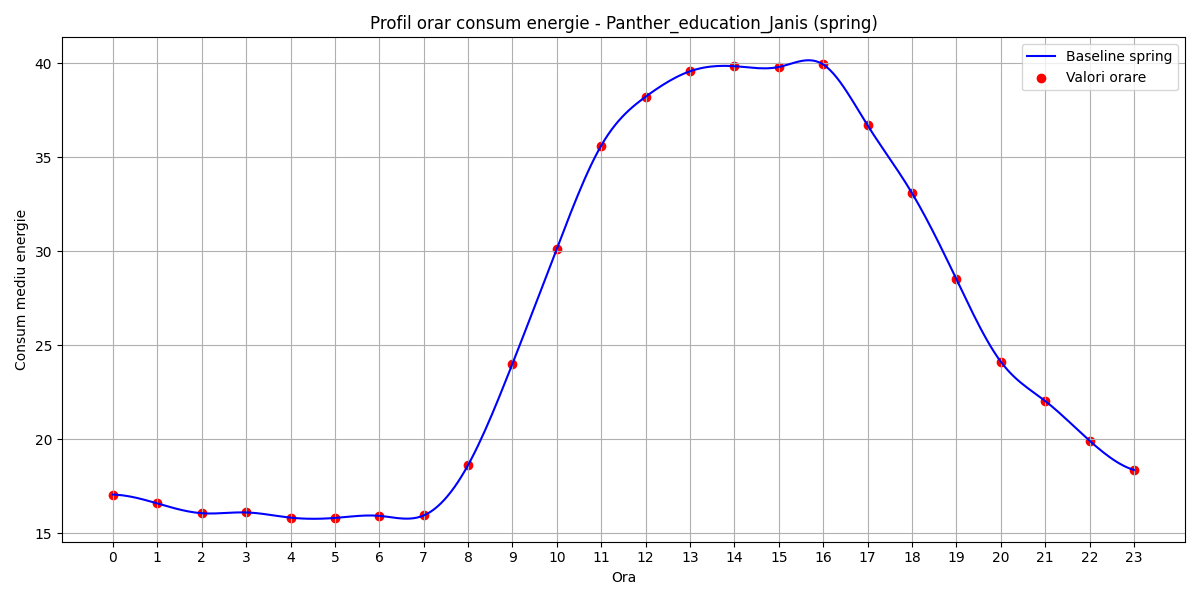 Profil orar consum energie - Panther_education_Janis (spring)
Baseline spring
Valori orare
Consum mediu energie
40
35
30
25
20
15
0 1 2 3 4 5 6 7 8 9 10 11 12 13 14 15 16 17 18 19 20 21 22 23
Ora